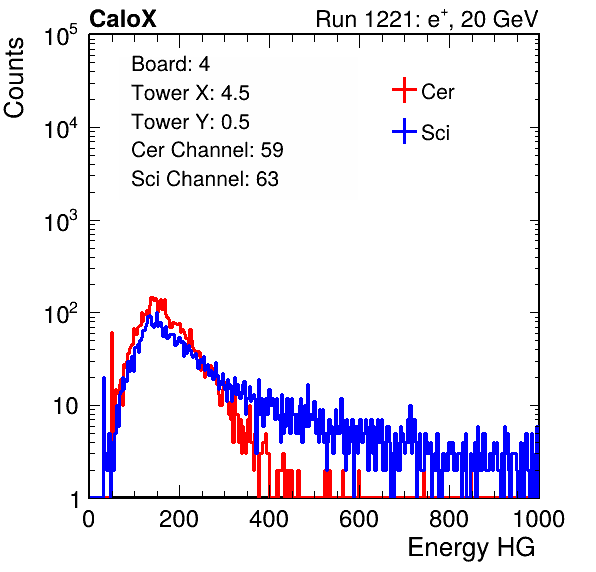 CaloX Run 1221: e⁺, 20 GeV
Counts
10⁵
10⁴
10³
10²
10
1
Board: 4
Tower X: 4.5
Tower Y: 0.5
Cer Channel: 59
Sci Channel: 63
Cer
Sci
0 200 400 600 800 1000
Energy HG